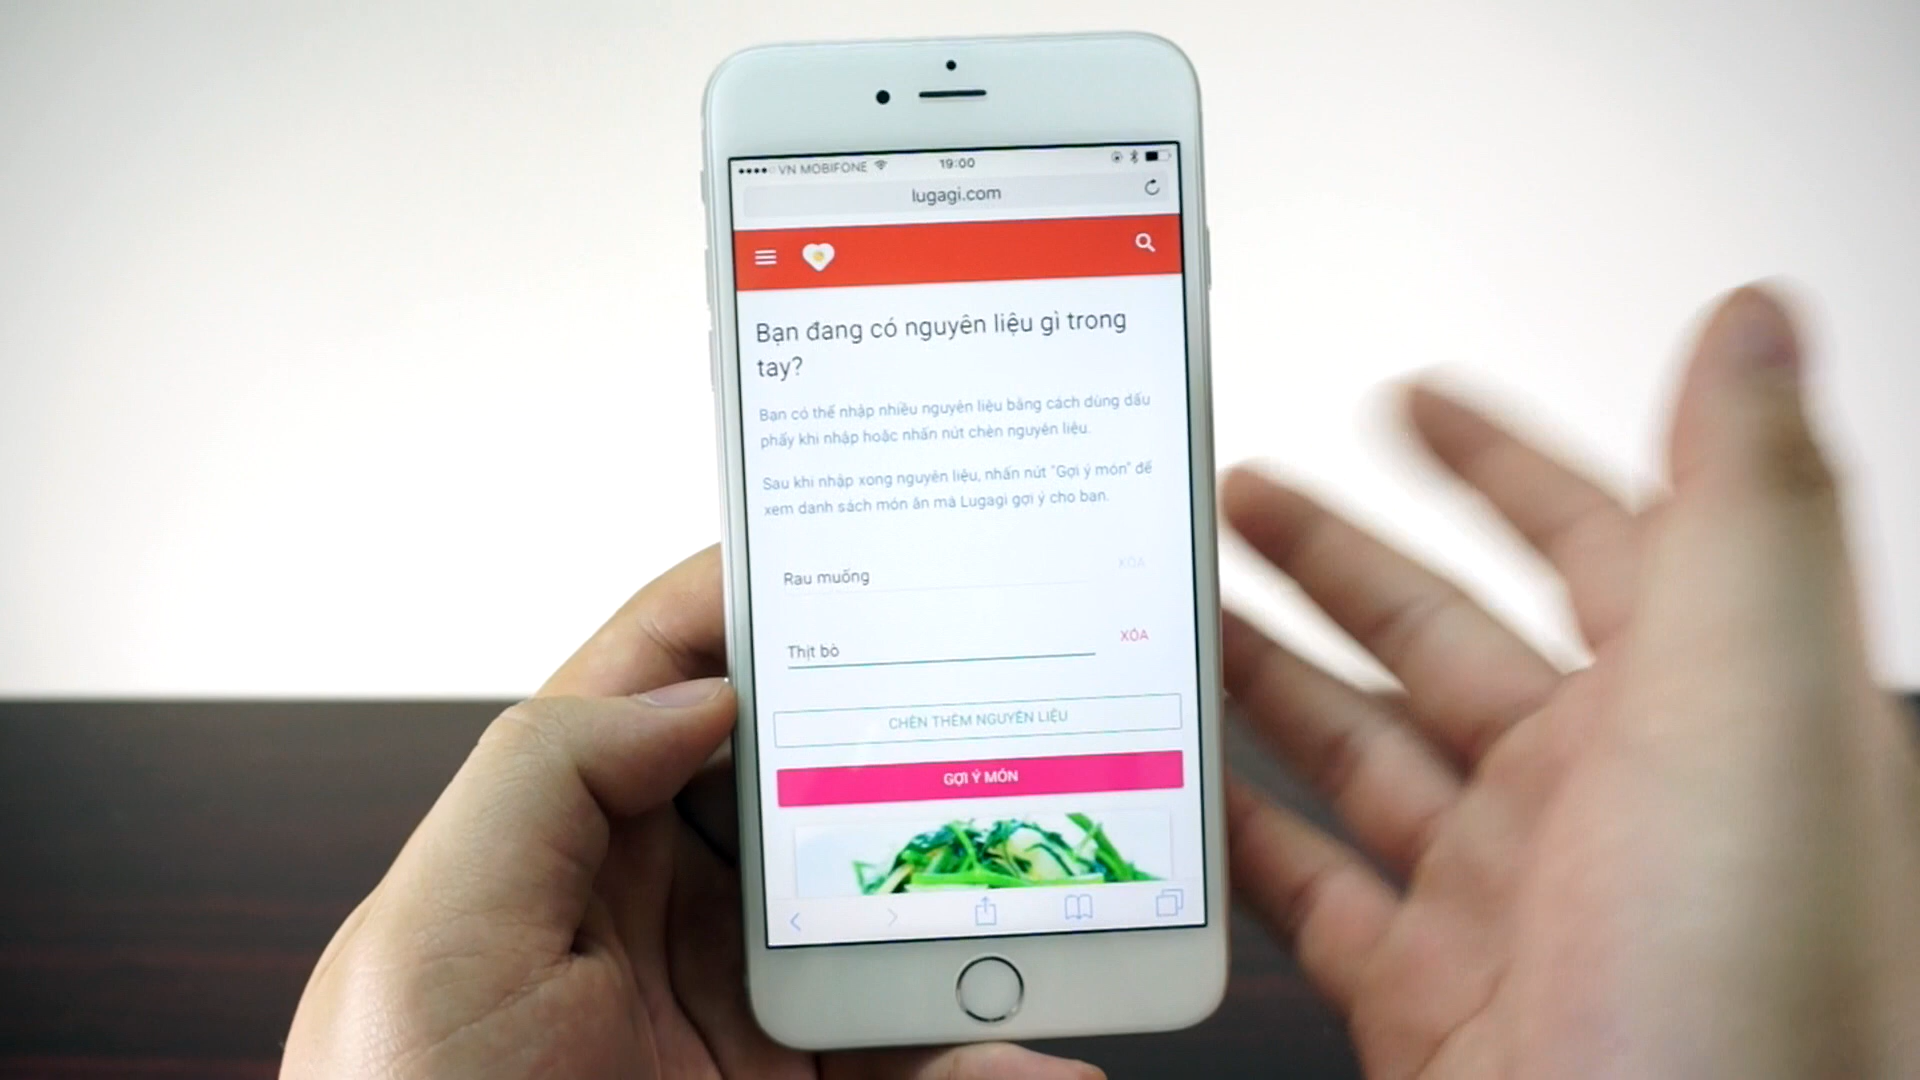 VN MOBIFONE 19:00
lugagi.com
Bạn đang có nguyên liệu gì trong
tay?
Bạn có thể nhập nhiều nguyên liệu bằng cách dùng dấu
phẩy khi nhập hoặc nhấn nút chèn nguyên liệu.
Sau khi nhập xong nguyên liệu, nhấn nút "Gợi ý món" để
xem danh sách món ăn mà Lugagi gợi ý cho bạn.
Rau muống XÓA
Thịt bò XÓA
CHÈN THÊM NGUYÊN LIỆU
GỢI Ý MÓN